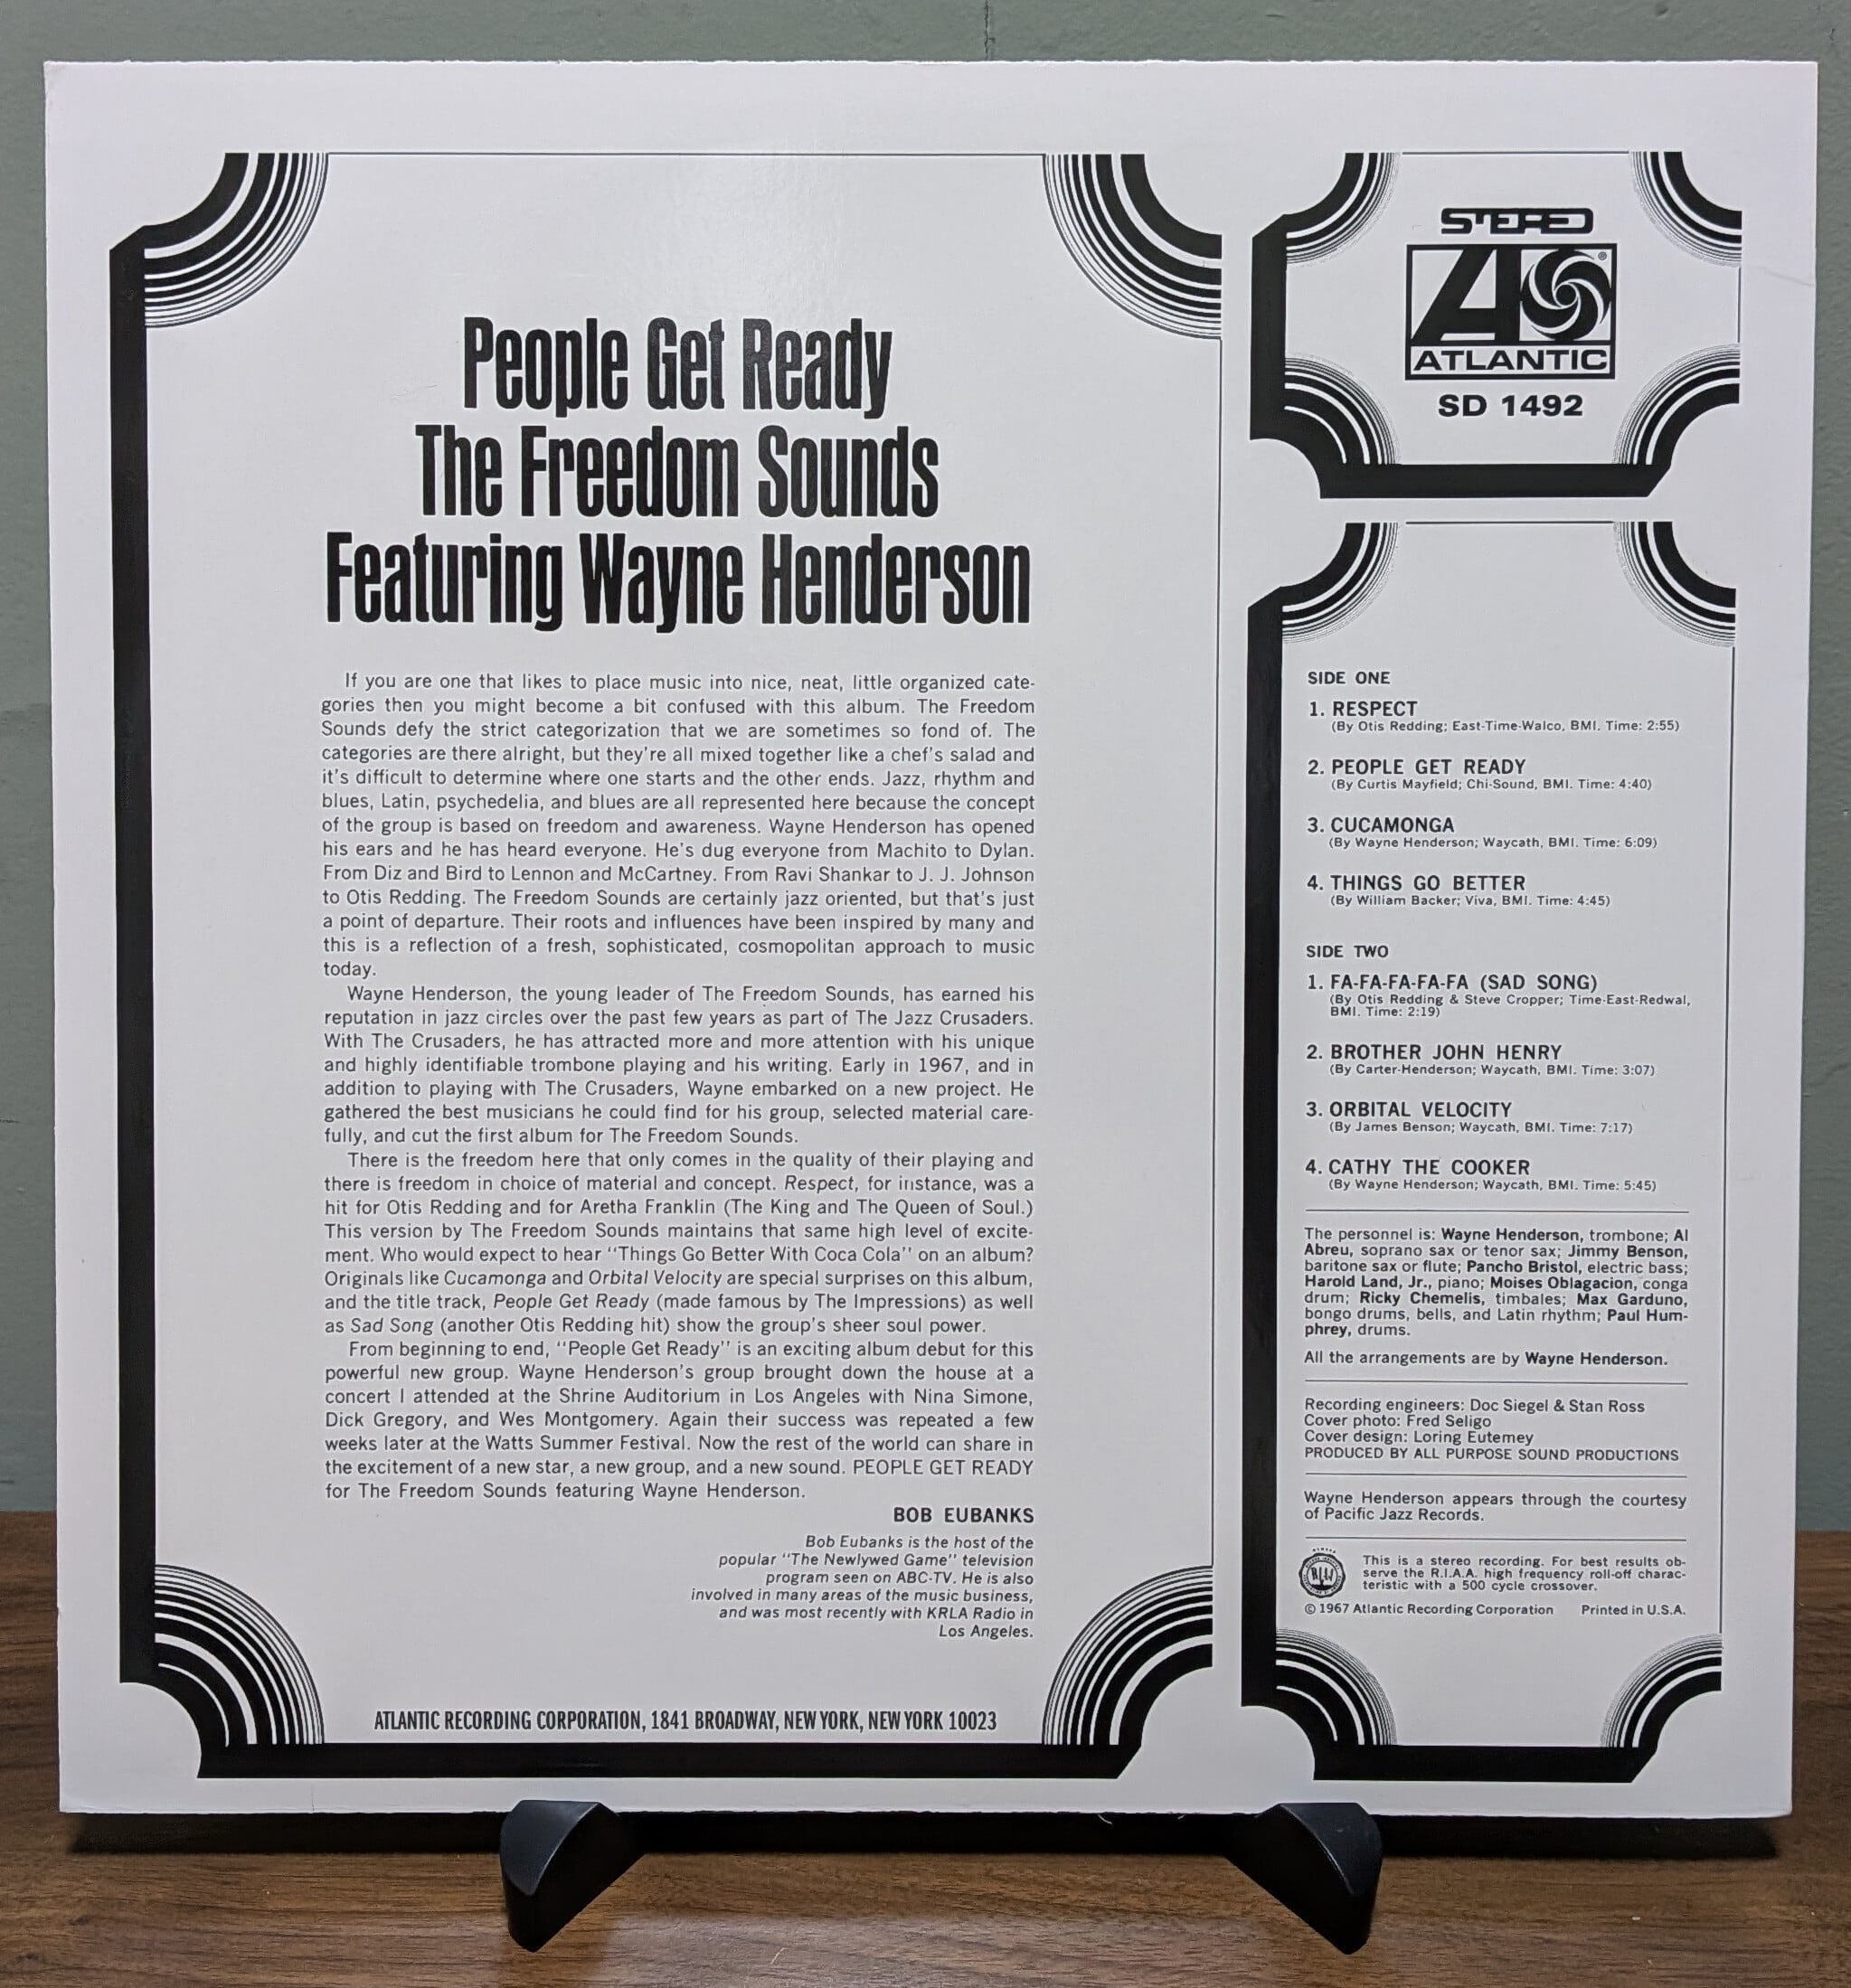 People Get Ready
The Freedom Sounds
Featuring Wayne Henderson
If you are one that likes to place music into nice, neat, little organized cate-
gories then you might become a bit confused with this album. The Freedom
Sounds defy the strict categorization that we are sometimes so fond of. The
categories are there alright, but they're all mixed together like a chef's salad and
it's difficult to determine where one starts and the other ends. Jazz, rhythm and
blues, Latin, psychedelia, and blues are all represented here because the concept
of the group is based on freedom and awareness. Wayne Henderson has opened
his ears and he has heard everyone. He's dug everyone from Machito to Dylan.
From Diz and Bird to Lennon and McCartney. From Ravi Shankar to J. J. Johnson
to Otis Redding. The Freedom Sounds are certainly jazz oriented, but that's just
a point of departure. Their roots and influences have been inspired by many and
this is a reflection of a fresh, sophisticated, cosmopolitan approach to music
today.
Wayne Henderson, the young leader of The Freedom Sounds, has earned his
reputation in jazz circles over the past few years as part of The Jazz Crusaders.
With The Crusaders, he has attracted more and more attention with his unique
and highly identifiable trombone playing and his writing. Early in 1967, and in
addition to playing with The Crusaders, Wayne embarked on a new project. He
gathered the best musicians he could find for his group, selected material care-
fully, and cut the first album for The Freedom Sounds.
There is the freedom here that only comes in the quality of their playing and
there is freedom in choice of material and concept. Respect, for instance, was a
hit for Otis Redding and for Aretha Franklin (The King and The Queen of Soul.)
This version by The Freedom Sounds maintains that same high level of excite-
ment. Who would expect to hear "Things Go Better With Coca Cola" on an album?
Originals like Cucamonga and Orbital Velocity are special surprises on this album,
and the title track, People Get Ready (made famous by The Impressions) as well
as Sad Song (another Otis Redding hit) show the group's sheer soul power.
From beginning to end, "People Get Ready" is an exciting album debut for this
powerful new group. Wayne Henderson's group brought down the house at a
concert I attended at the Shrine Auditorium in Los Angeles with Nina Simone,
Dick Gregory, and Wes Montgomery. Again their success was repeated a few
weeks later at the Watts Summer Festival. Now the rest of the world can share in
the excitement of a new star, a new group, and a new sound. PEOPLE GET READY
for The Freedom Sounds featuring Wayne Henderson.
BOB EUBANKS
Bob Eubanks is the host of the
popular "The Newlywed Game" television
program seen on ABC-TV. He is also
involved in many areas of the music business,
and was most recently with KRLA Radio in
Los Angeles.
ATLANTIC RECORDING CORPORATION, 1841 BROADWAY, NEW YORK, NEW YORK 10023
STEREO
A ®
ATLANTIC
SD 1492
SIDE ONE
1. RESPECT
(By Otis Redding; East-Time-Walco, BMI. Time: 2:55)
2. PEOPLE GET READY
(By Curtis Mayfield; Chi-Sound, BMI. Time: 4:40)
3. CUCAMONGA
(By Wayne Henderson; Waycath, BMI. Time: 6:09)
4. THINGS GO BETTER
(By William Backer; Viva, BMI. Time: 4:45)
SIDE TWO
1. FA-FA-FA-FA-FA (SAD SONG)
(By Otis Redding & Steve Cropper; Time-East-Redwal,
BMI. Time: 2:19)
2. BROTHER JOHN HENRY
(By Carter-Henderson; Waycath, BMI. Time: 3:07)
3. ORBITAL VELOCITY
(By James Benson; Waycath, BMI. Time: 7:17)
4. CATHY THE COOKER
(By Wayne Henderson; Waycath, BMI. Time: 5:45)
The personnel is: Wayne Henderson, trombone; Al
Abreu, soprano sax or tenor sax; Jimmy Benson,
baritone sax or flute; Pancho Bristol, electric bass;
Harold Land, Jr., piano; Moises Oblagacion, conga
drum; Ricky Chemelis, timbales; Max Garduno,
bongo drums, bells, and Latin rhythm; Paul Hum-
phrey, drums.
All the arrangements are by Wayne Henderson.
Recording engineers: Doc Siegel & Stan Ross
Cover photo: Fred Seligo
Cover design: Loring Eutemey
PRODUCED BY ALL PURPOSE SOUND PRODUCTIONS
Wayne Henderson appears through the courtesy
of Pacific Jazz Records.
This is a stereo recording. For best results ob-
serve the R.I.A.A. high frequency roll-off charac-
teristic with a 500 cycle crossover.
© 1967 Atlantic Recording Corporation Printed in U.S.A.